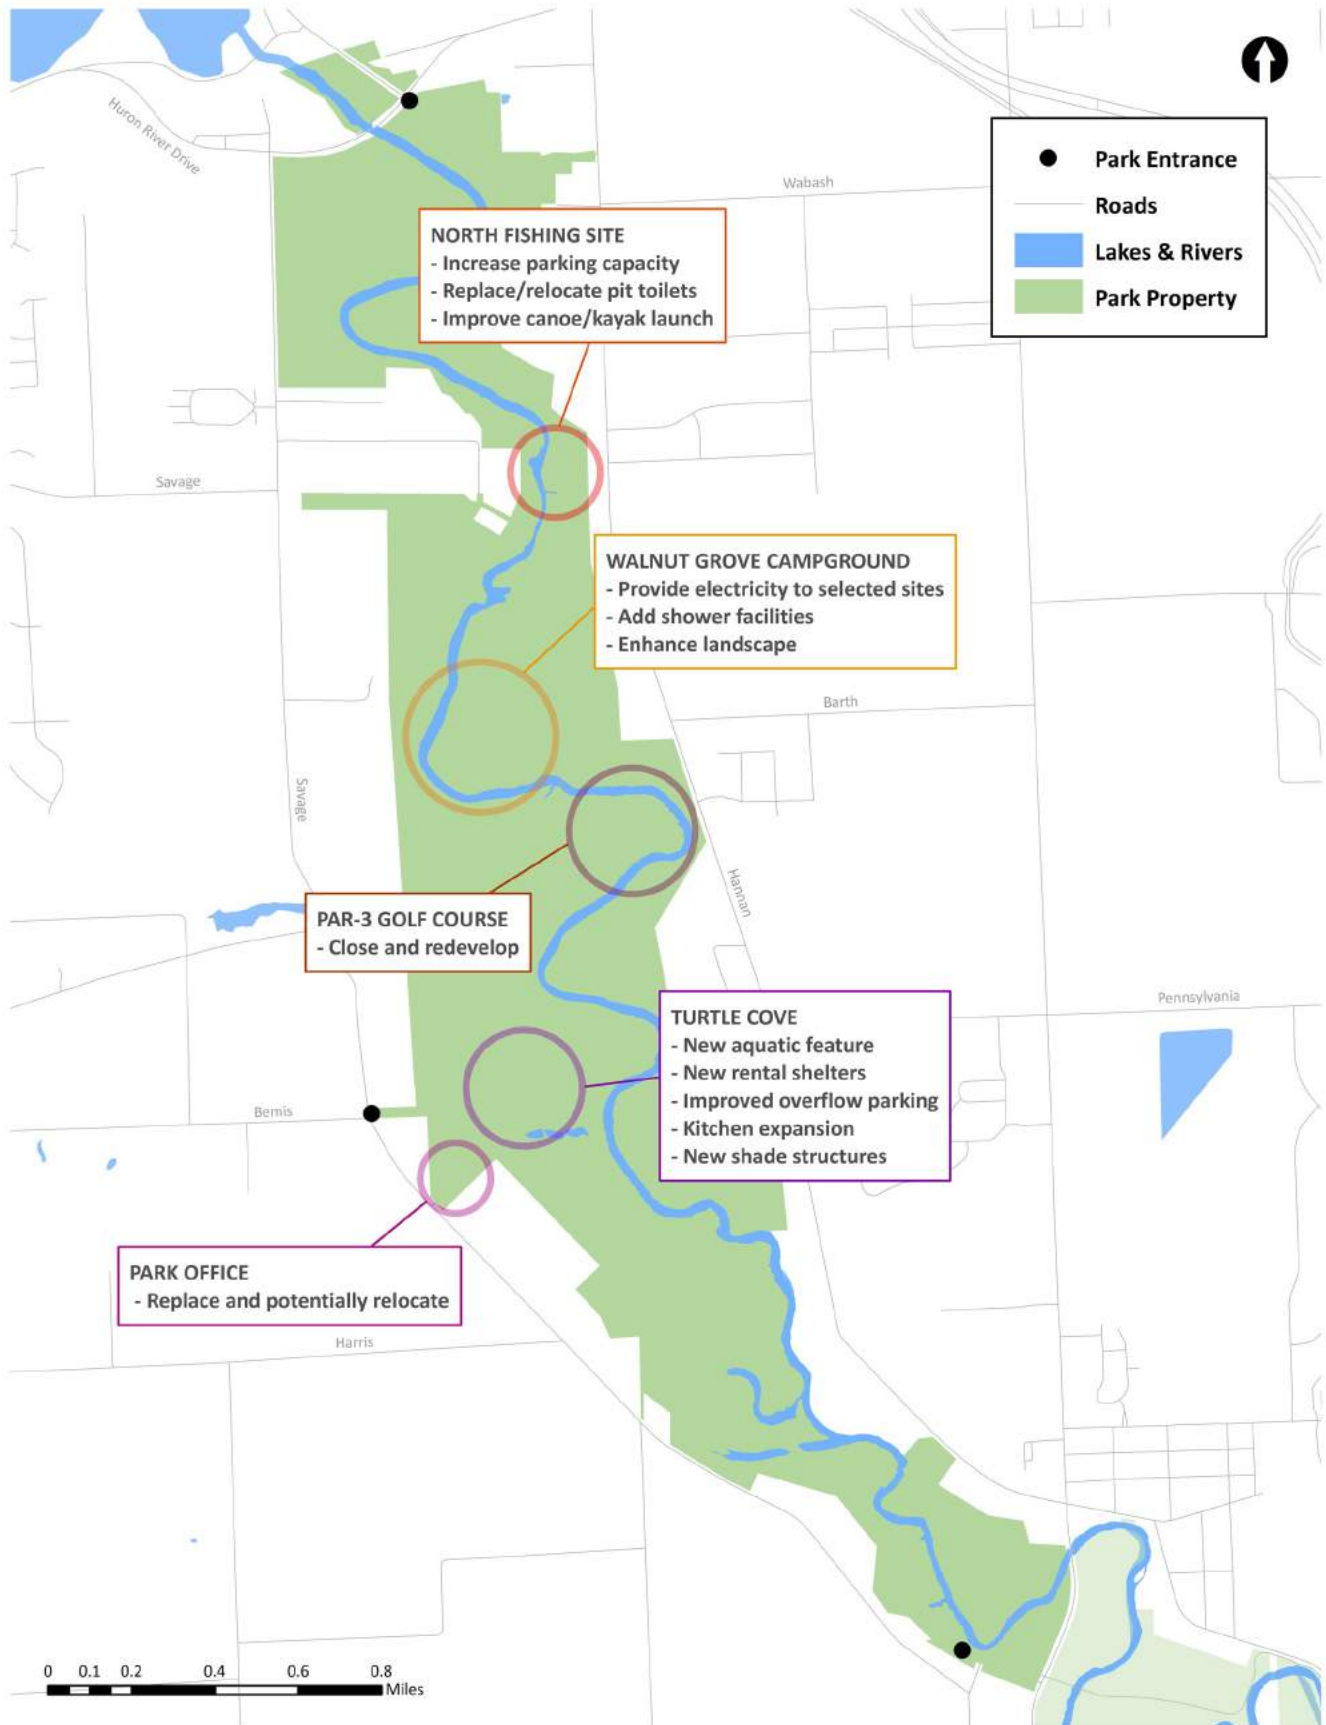 Huron River Drive
Park Entrance
Roads
Lakes & Rivers
Park Property
Wabash
NORTH FISHING SITE
- Increase parking capacity
- Replace/relocate pit toilets
- Improve canoe/kayak launch
Savage
WALNUT GROVE CAMPGROUND
- Provide electricity to selected sites
- Add shower facilities
- Enhance landscape
Barth
Savage
Hannan
PAR-3 GOLF COURSE
- Close and redevelop
Pennsylvania
TURTLE COVE
- New aquatic feature
- New rental shelters
- Improved overflow parking
- Kitchen expansion
- New shade structures
Bemis
PARK OFFICE
- Replace and potentially relocate
Harris
0 0.1 0.2 0.4 0.6 0.8
Miles